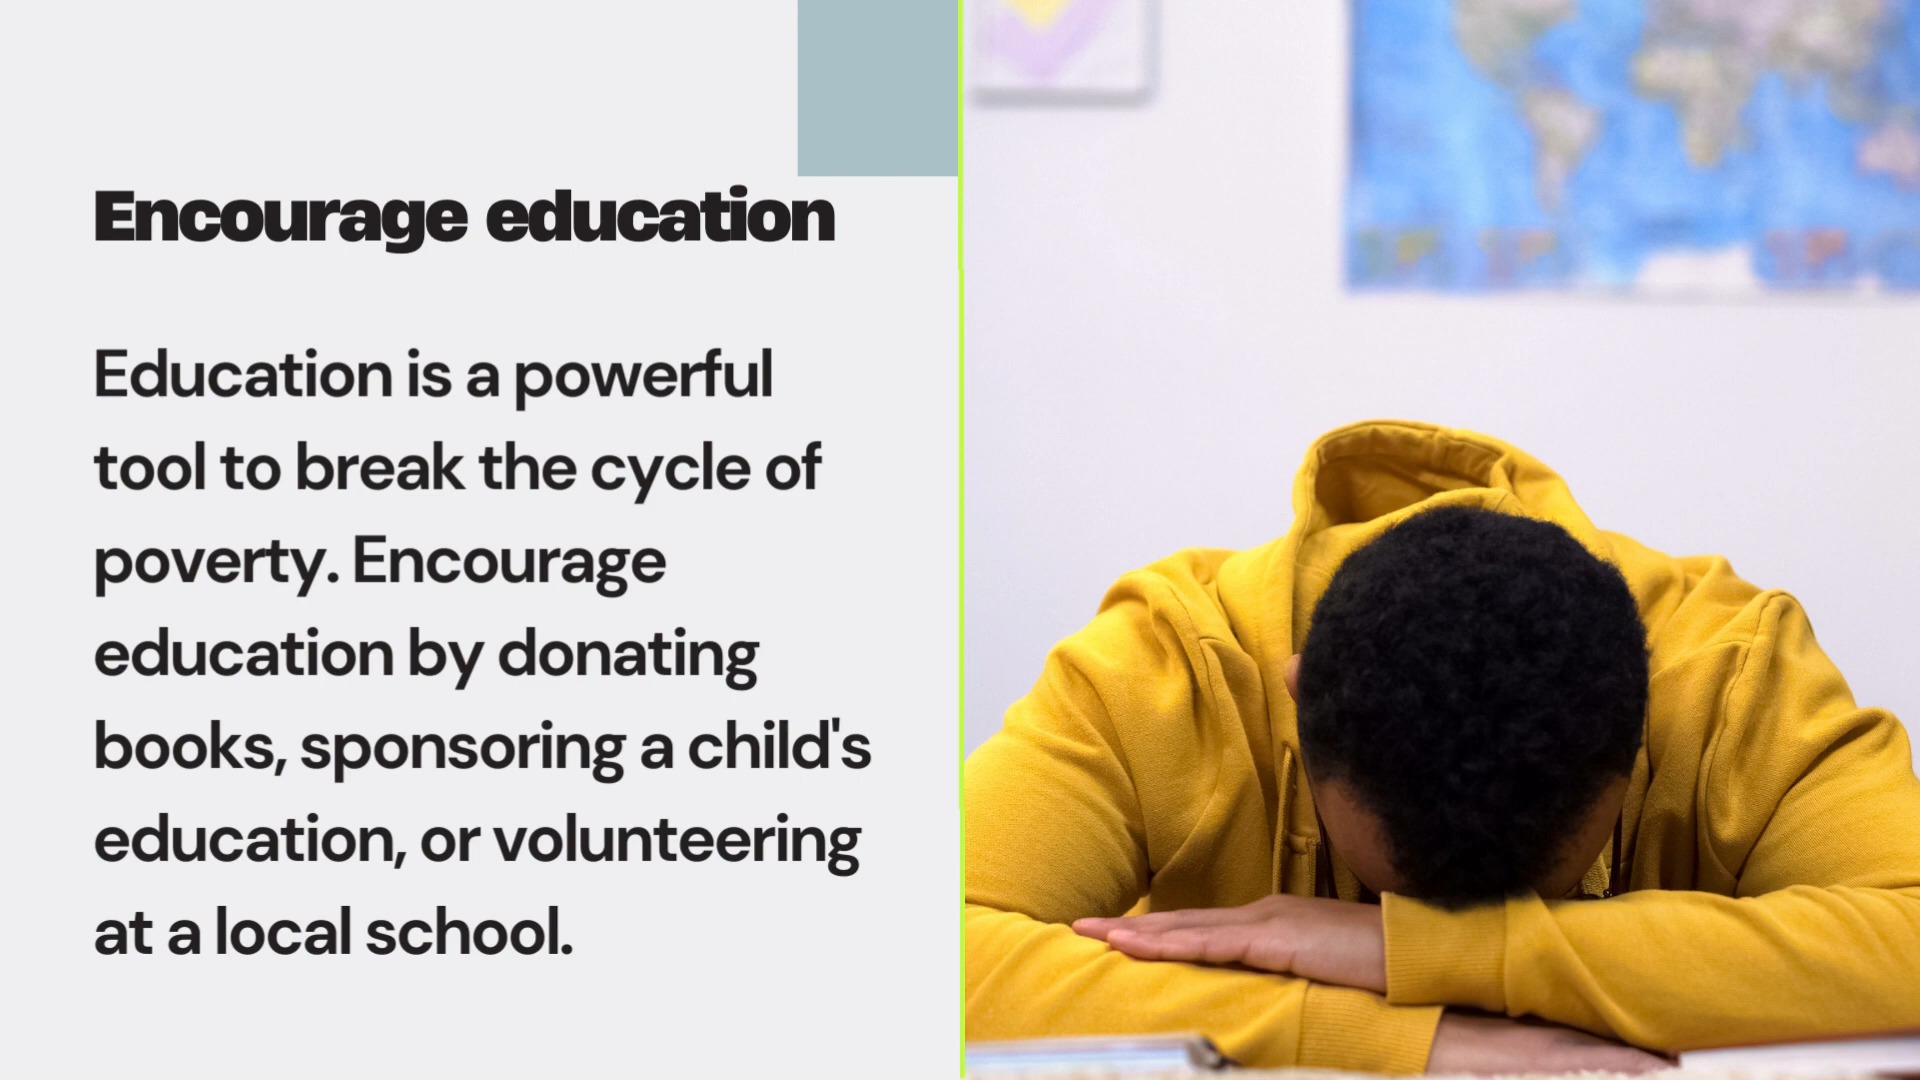 Encourage education
Education is a powerful
tool to break the cycle of
poverty. Encourage
education by donating
books, sponsoring a child's
education, or volunteering
at a local school.